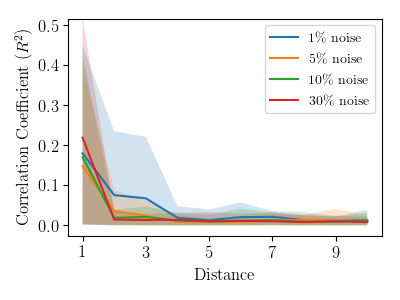 0.5
0.4
0.3
0.2
0.1
0.0
Correlation Coefficient (R²)
1% noise
5% noise
10% noise
30% noise
1 3 5 7 9
Distance